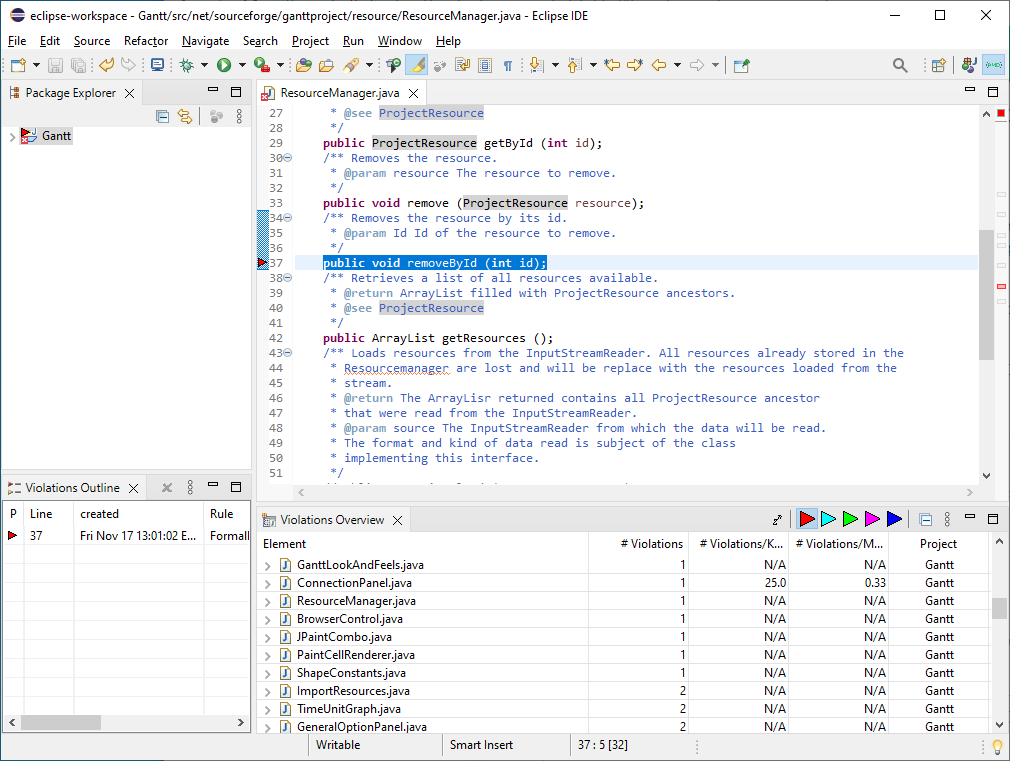 eclipse-workspace - Gantt/src/net/sourceforge/ganttproject/resource/ResourceManager.java - Eclipse IDE
File Edit Source Refactor Navigate Search Project Run Window Help
Package Explorer
Gantt
ResourceManager.java
27 * @see ProjectResource
28 */
29 public ProjectResource getById (int id);
30 /** Removes the resource.
31 * @param resource The resource to remove.
32 */
33 public void remove (ProjectResource resource);
34 /** Removes the resource by its id.
35 * @param Id Id of the resource to remove.
36 */
37 public void removeById (int id);
38 /** Retrieves a list of all resources available.
39 * @return ArrayList filled with ProjectResource ancestors.
40 * @see ProjectResource
41 */
42 public ArrayList getResources ();
43 /** Loads resources from the InputStreamReader. All resources already stored in the
44 * Resourcemanager are lost and will be replace with the resources loaded from the
45 * stream.
46 * @return The ArrayLisr returned contains all ProjectResource ancestor
47 * that were read from the InputStreamReader.
48 * @param source The InputStreamReader from which the data will be read.
49 * The format and kind of data read is subject of the class
50 * implementing this interface.
51 */
Violations Outline
P Line created Rule
37 Fri Nov 17 13:01:02 E... Formall
Violations Overview
Element # Violations # Violations/K... # Violations/M... Project
GanttLookAndFeels.java 1 N/A N/A Gantt
ConnectionPanel.java 1 25.0 0.33 Gantt
ResourceManager.java 1 N/A N/A Gantt
BrowserControl.java 1 N/A N/A Gantt
JPaintCombo.java 1 N/A N/A Gantt
PaintCellRenderer.java 1 N/A N/A Gantt
ShapeConstants.java 1 N/A N/A Gantt
ImportResources.java 2 N/A N/A Gantt
TimeUnitGraph.java 2 N/A N/A Gantt
GeneralOptionPanel.java 2 N/A N/A Gantt
Writable Smart Insert 37 : 5 [32]